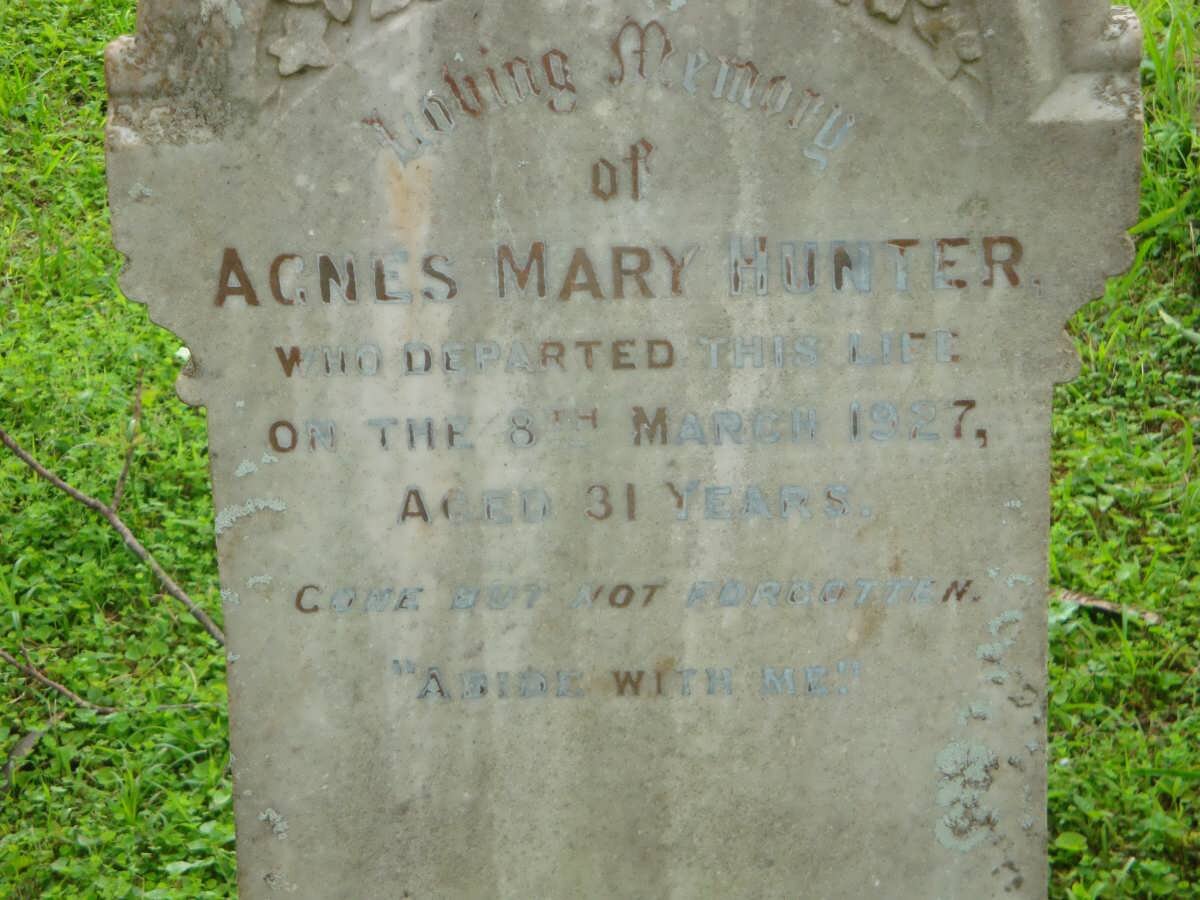 Loving Memory
of
AGNES MARY HUNTER,
WHO DEPARTED THIS LIFE
ON THE 8TH MARCH 1927,
AGED 31 YEARS.
GONE BUT NOT FORGOTTEN.
"ABIDE WITH ME."